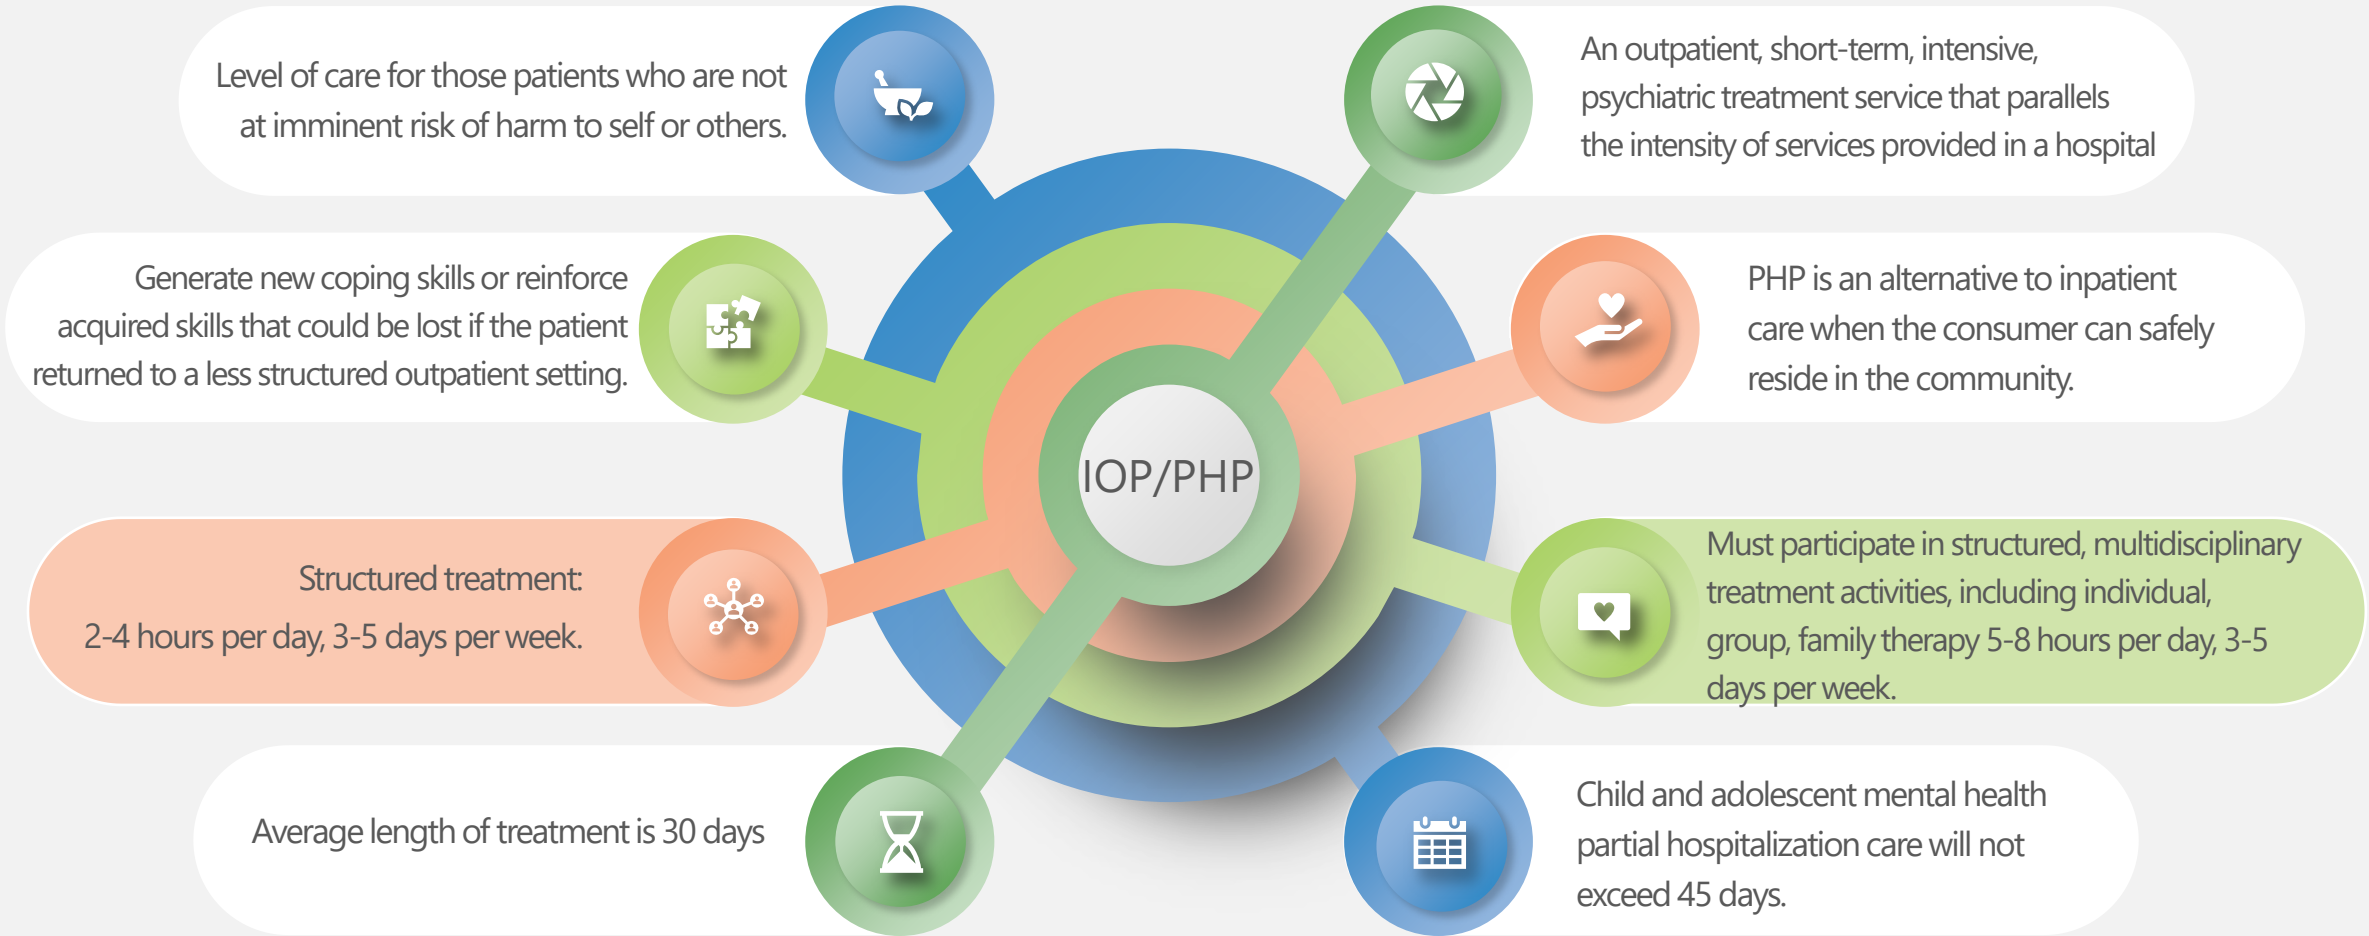 Level of care for those patients who are not
at imminent risk of harm to self or others.
Generate new coping skills or reinforce
acquired skills that could be lost if the patient
returned to a less structured outpatient setting.
Structured treatment:
2-4 hours per day, 3-5 days per week.
Average length of treatment is 30 days
IOP/PHP
An outpatient, short-term, intensive,
psychiatric treatment service that parallels
the intensity of services provided in a hospital
PHP is an alternative to inpatient
care when the consumer can safely
reside in the community.
Must participate in structured, multidisciplinary
treatment activities, including individual,
group, family therapy 5-8 hours per day, 3-5
days per week.
Child and adolescent mental health
partial hospitalization care will not
exceed 45 days.